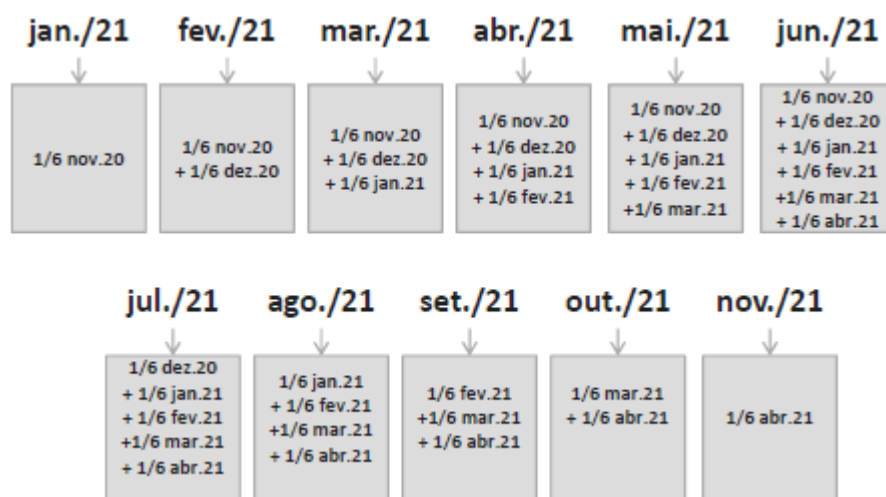 jan./21 fev./21 mar./21 abr./21 mai./21 jun./21
1/6 nov.20
1/6 nov.20
+ 1/6 dez.20
1/6 nov.20
+ 1/6 dez.20
+ 1/6 jan.21
1/6 nov.20
+ 1/6 dez.20
+ 1/6 jan.21
+ 1/6 fev.21
1/6 nov.20
+ 1/6 dez.20
+ 1/6 jan.21
+ 1/6 fev.21
+1/6 mar.21
1/6 nov.20
+ 1/6 dez.20
+ 1/6 jan.21
+ 1/6 fev.21
+1/6 mar.21
+ 1/6 abr.21
jul./21 ago./21 set./21 out./21 nov./21
1/6 dez.20
+ 1/6 jan.21
+ 1/6 fev.21
+1/6 mar.21
+ 1/6 abr.21
1/6 jan.21
+ 1/6 fev.21
+1/6 mar.21
+ 1/6 abr.21
1/6 fev.21
+1/6 mar.21
+ 1/6 abr.21
1/6 mar.21
+ 1/6 abr.21
1/6 abr.21